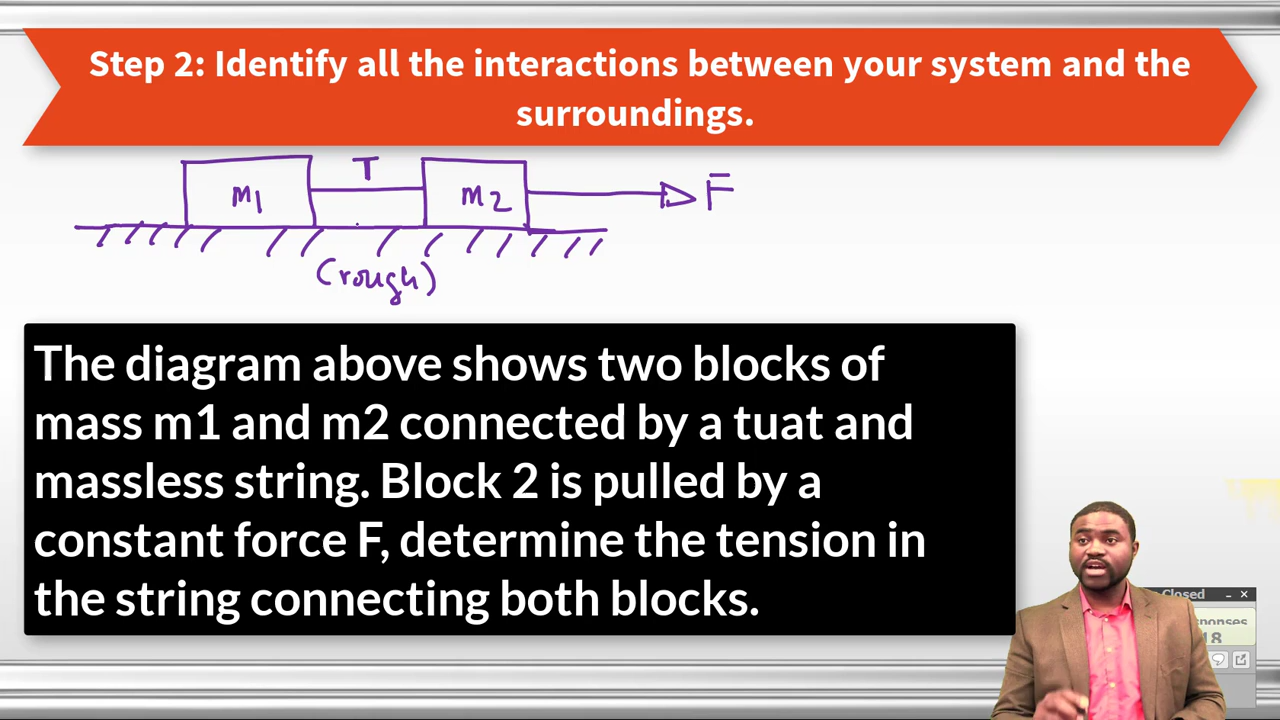 Step 2: Identify all the interactions between your system and the
surroundings.
T
m1
m2
F
(rough)
The diagram above shows two blocks of
mass m1 and m2 connected by a tuat and
massless string. Block 2 is pulled by a
constant force F, determine the tension in
the string connecting both blocks.
Closed
18